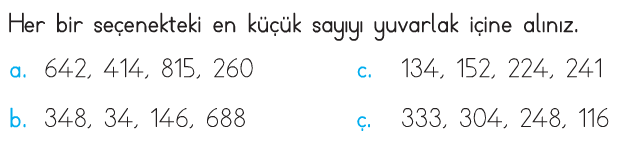 Her bir seçenekteki en küçük sayıyı yuvarlak içine alınız.
a. 642, 414, 815, 260 c. 134, 152, 224, 241
b. 348, 34, 146, 688 ç. 333, 304, 248, 116